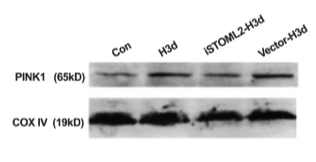 Con H3d iSTOML2-H3d Vector-H3d
PINK1 (65kD)
COX IV (19kD)